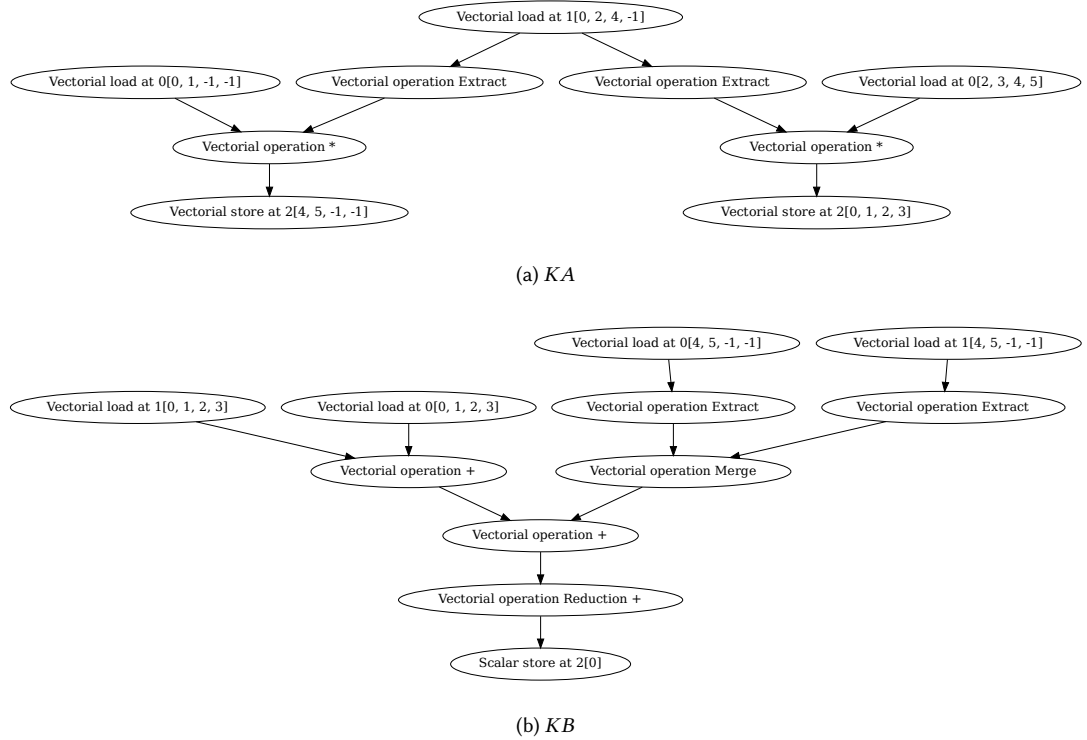 Vectorial load at 1[0, 2, 4, -1]
Vectorial load at 0[0, 1, -1, -1]
Vectorial operation Extract
Vectorial operation Extract
Vectorial load at 0[2, 3, 4, 5]
Vectorial operation *
Vectorial operation *
Vectorial store at 2[4, 5, -1, -1]
Vectorial store at 2[0, 1, 2, 3]
(a) KA
Vectorial load at 0[4, 5, -1, -1]
Vectorial load at 1[4, 5, -1, -1]
Vectorial load at 1[0, 1, 2, 3]
Vectorial load at 0[0, 1, 2, 3]
Vectorial operation Extract
Vectorial operation Extract
Vectorial operation +
Vectorial operation Merge
Vectorial operation +
Vectorial operation Reduction +
Scalar store at 2[0]
(b) KB